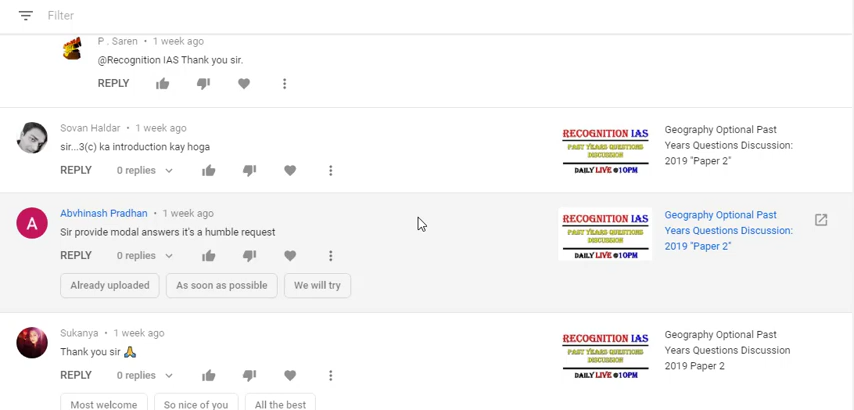 Filter
P . Saren • 1 week ago
@Recognition IAS Thank you sir.
REPLY
Sovan Haldar • 1 week ago
sir...3(c) ka introduction kay hoga
REPLY 0 replies
RECOGNITION IAS
PAST YEARS QUESTIONS
DISCUSSION
DAILY LIVE @10PM
Geography Optional Past
Years Questions Discussion:
2019 "Paper 2"
A
Abvhinash Pradhan • 1 week ago
Sir provide modal answers it's a humble request
REPLY 0 replies
Already uploaded As soon as possible We will try
RECOGNITION IAS
PAST YEARS QUESTIONS
DISCUSSION
DAILY LIVE @10PM
Geography Optional Past
Years Questions Discussion:
2019 "Paper 2"
Sukanya • 1 week ago
Thank you sir 🙏
REPLY 0 replies
Most welcome So nice of you All the best
RECOGNITION IAS
PAST YEARS QUESTIONS
DISCUSSION
DAILY LIVE @10PM
Geography Optional Past
Years Questions Discussion
2019 Paper 2